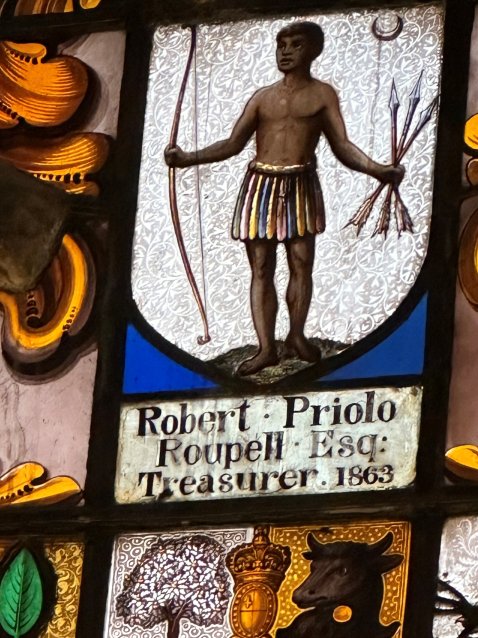 Robert · Priolo
Roupell · Esq:
Treasurer. 1863